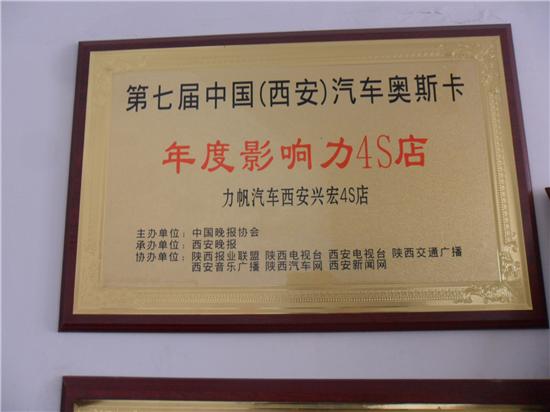 第七届中国(西安)汽车奥斯卡
年度影响力4S店
力帆汽车西安兴宏4S店
主办单位：中国晚报协会
承办单位：西安晚报
协办单位：陕西报业联盟 陕西电视台 西安电视台 陕西交通广播
西安音乐广播 陕西汽车网 西安新闻网